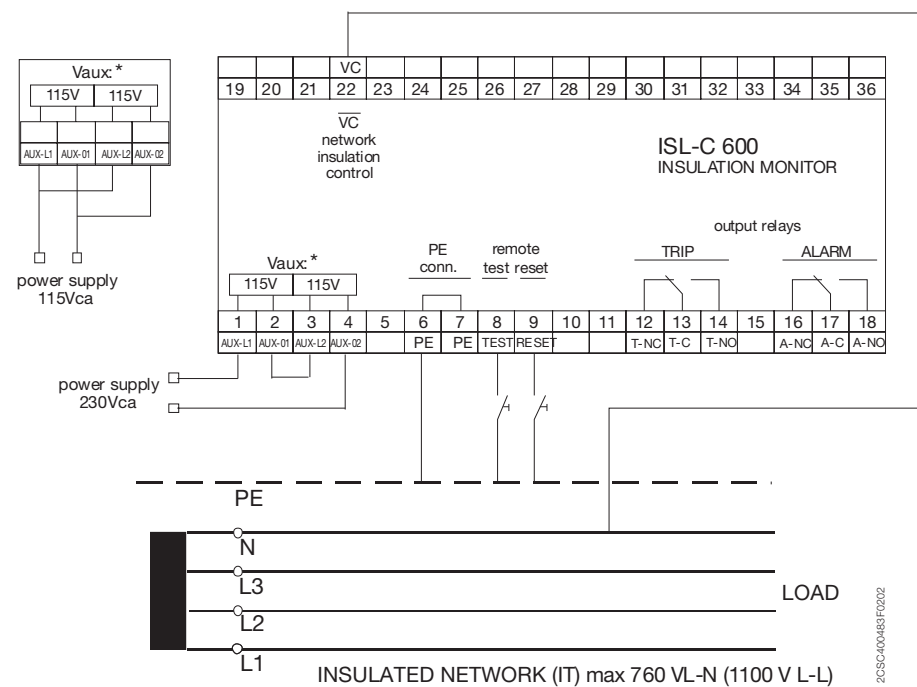 Vaux: *
115V 115V
AUX-L1 AUX-01 AUX-L2 AUX-02
power supply
115Vca
VC
19 20 21 22 23 24 25 26 27 28 29 30 31 32 33 34 35 36
VC
network
insulation
control
ISL-C 600
INSULATION MONITOR
output relays
TRIP ALARM
PE
conn.
remote
test reset
Vaux: *
115V 115V
1 2 3 4 5 6 7 8 9 10 11 12 13 14 15 16 17 18
AUX-L1 AUX-01 AUX-L2 AUX-02 PE PE TEST RESET T-NC T-C T-NO A-NC A-C A-NO
power supply
230Vca
PE
N
L3
L2
L1
LOAD
INSULATED NETWORK (IT) max 760 VL-N (1100 V L-L)
2CSC400483F0202